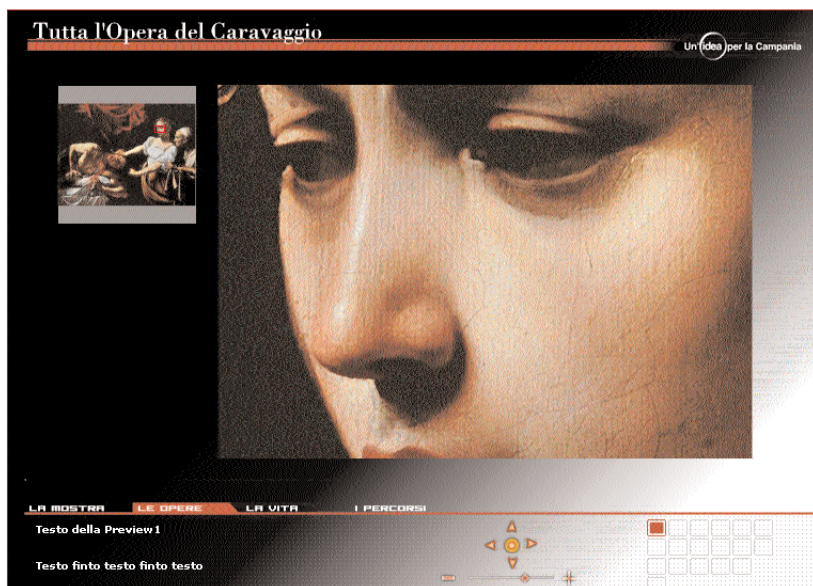 Tutta l'Opera del Caravaggio
Un'idea per la Campania
LA MOSTRA LE OPERE LA VITA I PERCORSI
Testo della Preview1
Testo finto testo finto testo